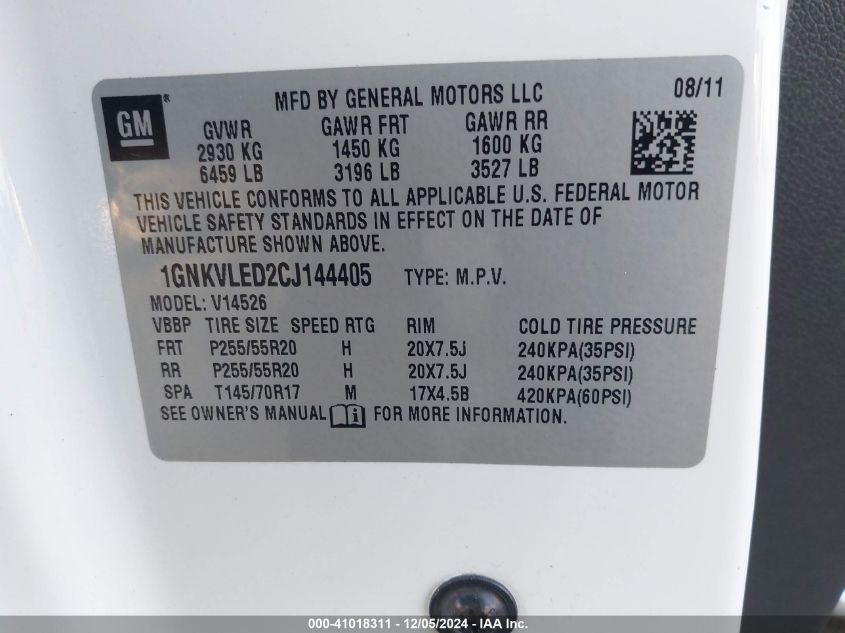 MFD BY GENERAL MOTORS LLC 08/11
GM®
GVWR GAWR FRT GAWR RR
2930 KG 1450 KG 1600 KG
6459 LB 3196 LB 3527 LB
THIS VEHICLE CONFORMS TO ALL APPLICABLE U.S. FEDERAL MOTOR
VEHICLE SAFETY STANDARDS IN EFFECT ON THE DATE OF
MANUFACTURE SHOWN ABOVE.
1GNKVLED2CJ144405 TYPE: M.P.V.
MODEL: V14526
VBBP TIRE SIZE SPEED RTG RIM COLD TIRE PRESSURE
FRT P255/55R20 H 20X7.5J 240KPA(35PSI)
RR P255/55R20 H 20X7.5J 240KPA(35PSI)
SPA T145/70R17 M 17X4.5B 420KPA(60PSI)
SEE OWNER'S MANUAL i FOR MORE INFORMATION.
000-41018311 - 12/05/2024 - IAA Inc.